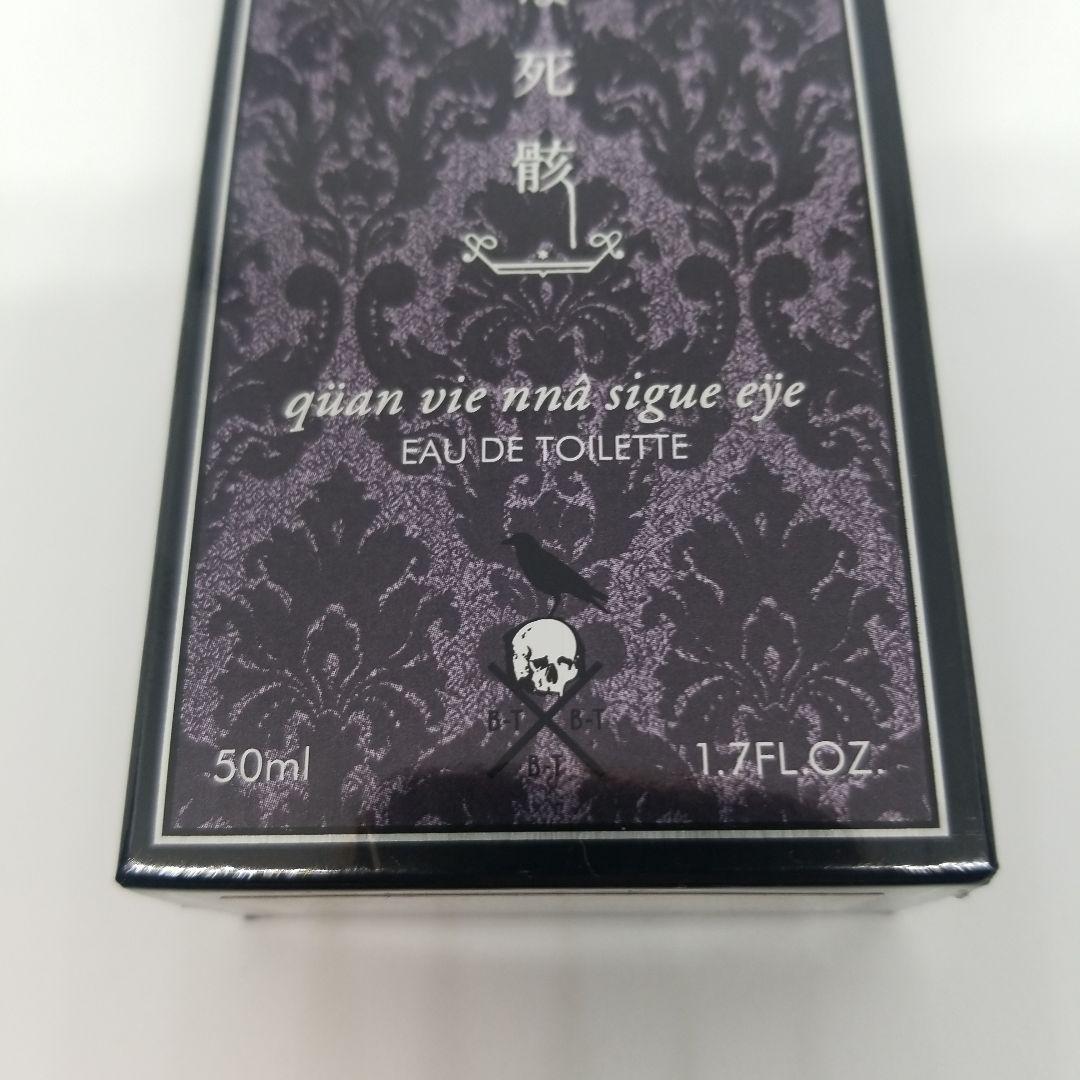 死骸
qüan vie nnâ sigue eÿe
EAU DE TOILETTE
B-T B-T
B-T
50ml 1.7FL.OZ.